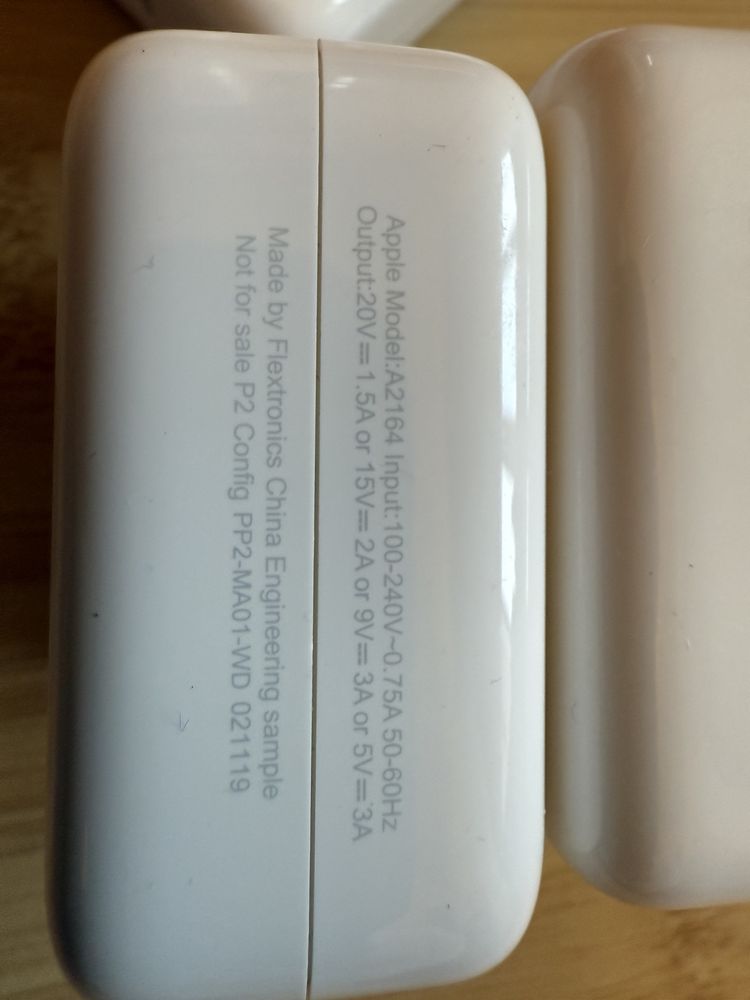 Apple Model:A2164 Input:100-240V~0.75A 50-60Hz
Output:20V⎓1.5A or 15V⎓2A or 9V⎓3A or 5V⎓3A
Made by Flextronics China Engineering sample
Not for sale P2 Config PP2-MA01-WD 021119